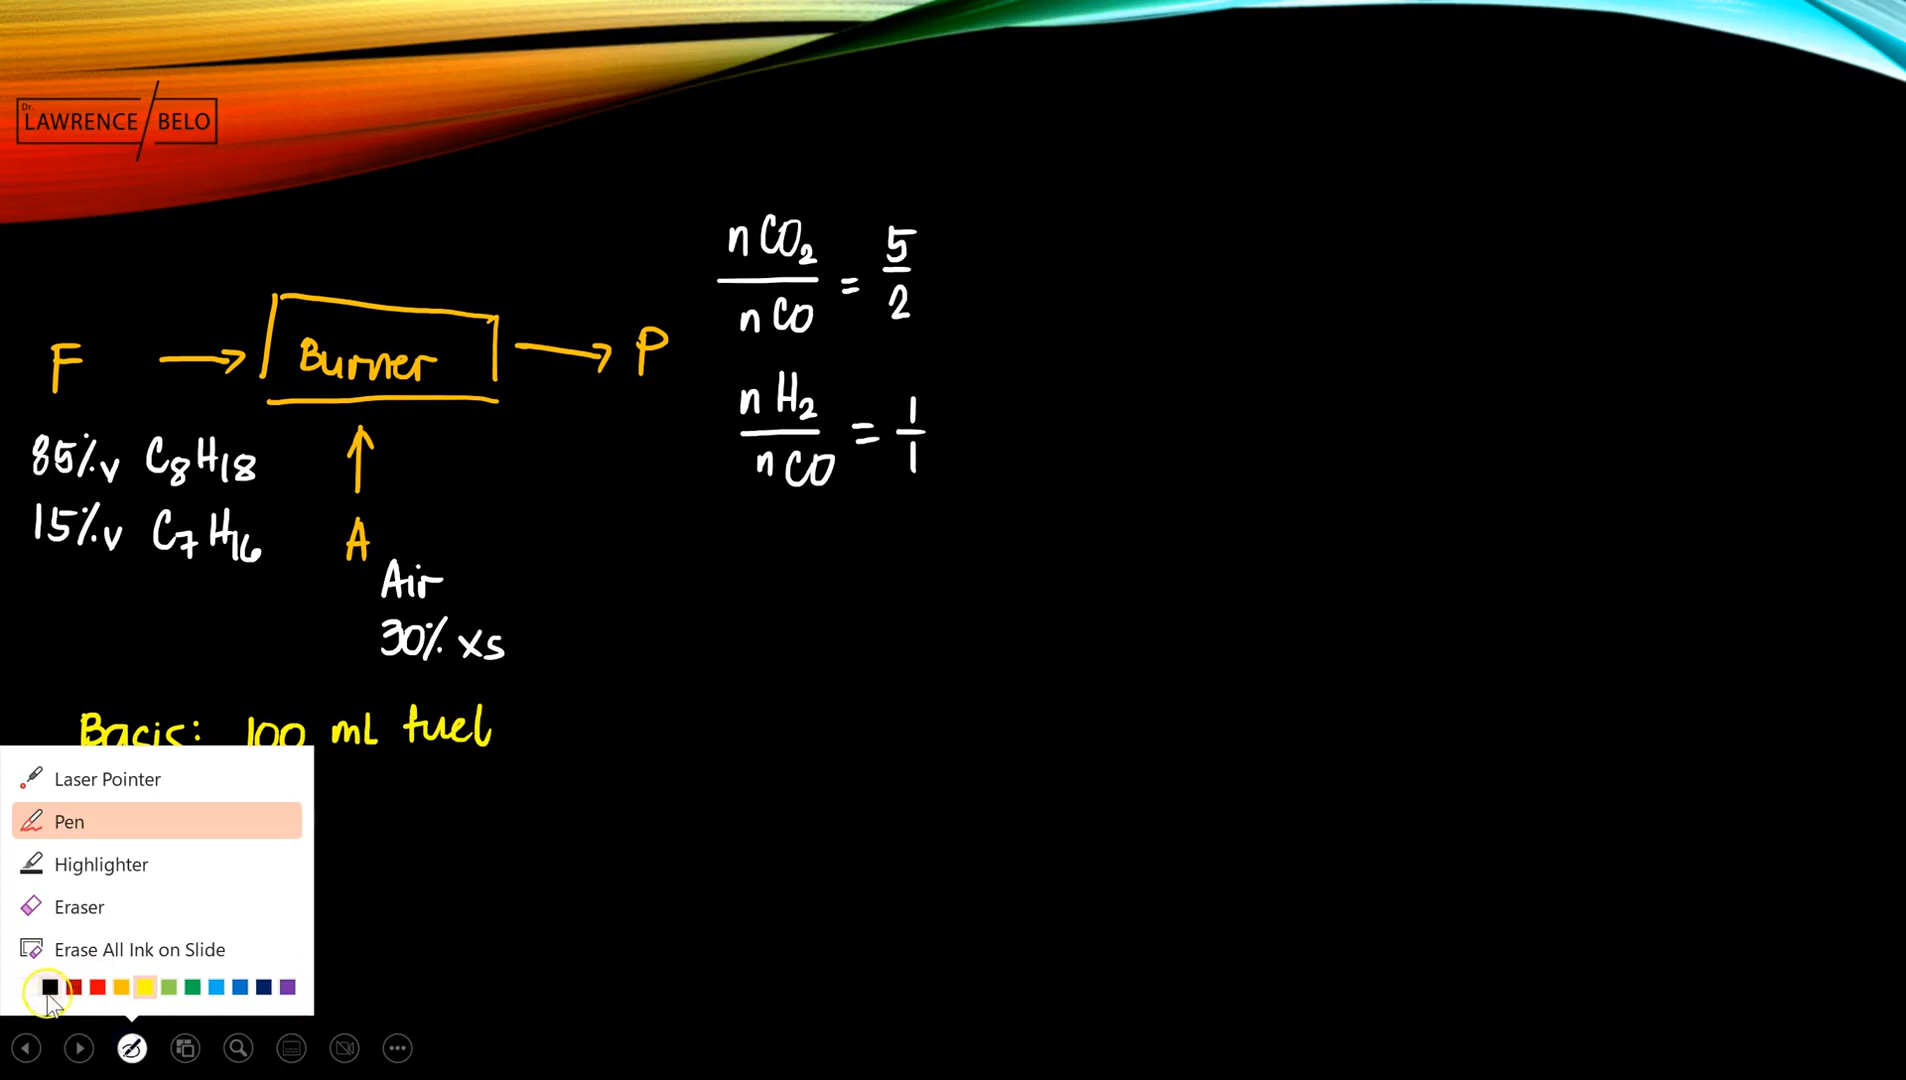 Dr.
LAWRENCE / BELO
nCO₂
nCO
= 5
2
F → Burner → P
nH₂
nCO
= 1
1
85%v C₈H₁₈
15%v C₇H₁₆
A
Air
30% xs
Basis: 100 mL fuel
Laser Pointer
Pen
Highlighter
Eraser
Erase All Ink on Slide